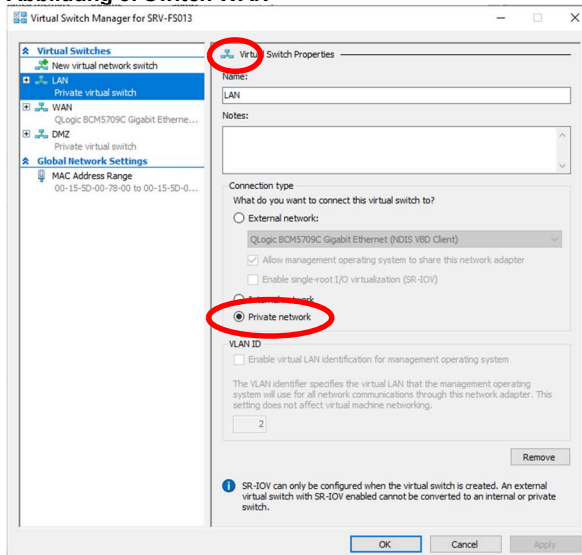 Virtual Switch Manager for SRV-FS013
Virtual Switches
New virtual network switch
LAN
Private virtual switch
WAN
QLogic BCM5709C Gigabit Etherne...
DMZ
Private virtual switch
Global Network Settings
MAC Address Range
00-15-5D-00-78-00 to 00-15-5D-0...
Virtual Switch Properties
Name:
LAN
Notes:
Connection type
What do you want to connect this virtual switch to?
External network:
QLogic BCM5709C Gigabit Ethernet (NDIS VBD Client)
Allow management operating system to share this network adapter
Enable single-root I/O virtualization (SR-IOV)
Internal network
Private network
VLAN ID
Enable virtual LAN identification for management operating system
The VLAN identifier specifies the virtual LAN that the management operating
system will use for all network communications through this network adapter. This
setting does not affect virtual machine networking.
2
Remove
SR-IOV can only be configured when the virtual switch is created. An external
virtual switch with SR-IOV enabled cannot be converted to an internal or private
switch.
OK
Cancel
Apply